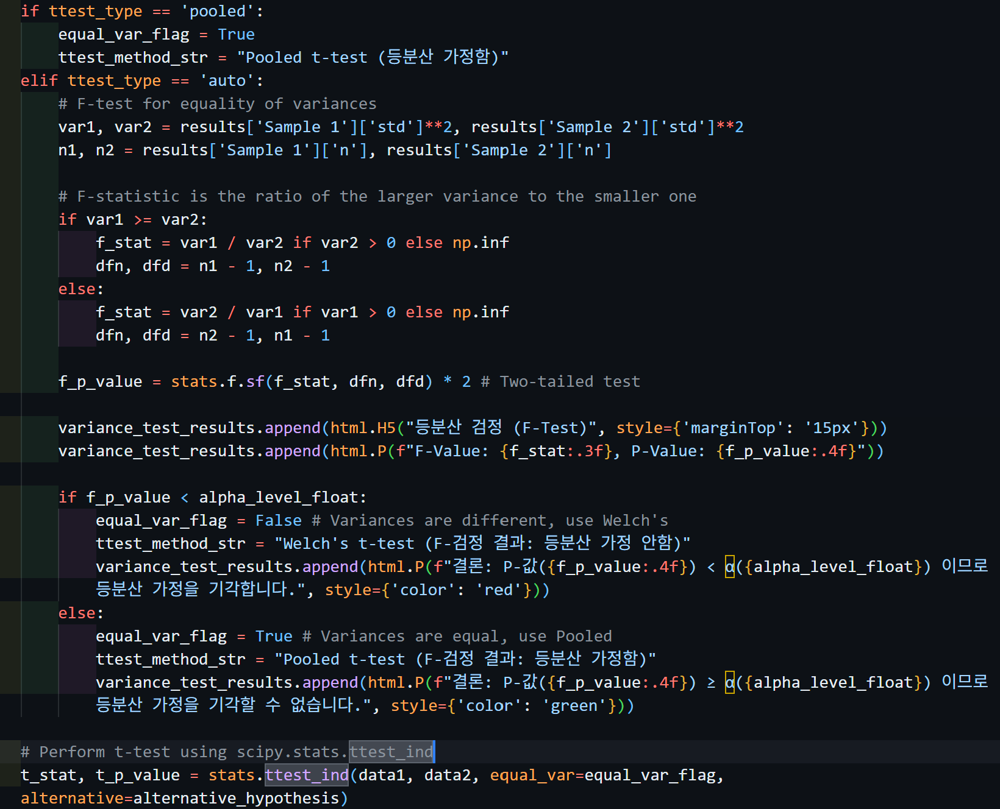 if ttest_type == 'pooled':
equal_var_flag = True
ttest_method_str = "Pooled t-test (등분산 가정함)"
elif ttest_type == 'auto':
# F-test for equality of variances
var1, var2 = results['Sample 1']['std']**2, results['Sample 2']['std']**2
n1, n2 = results['Sample 1']['n'], results['Sample 2']['n']
# F-statistic is the ratio of the larger variance to the smaller one
if var1 >= var2:
f_stat = var1 / var2 if var2 > 0 else np.inf
dfn, dfd = n1 - 1, n2 - 1
else:
f_stat = var2 / var1 if var1 > 0 else np.inf
dfn, dfd = n2 - 1, n1 - 1
f_p_value = stats.f.sf(f_stat, dfn, dfd) * 2 # Two-tailed test
variance_test_results.append(html.H5("등분산 검정 (F-Test)", style={'marginTop': '15px'}))
variance_test_results.append(html.P(f"F-Value: {f_stat:.3f}, P-Value: {f_p_value:.4f}"))
if f_p_value < alpha_level_float:
equal_var_flag = False # Variances are different, use Welch's
ttest_method_str = "Welch's t-test (F-검정 결과: 등분산 가정 안함)"
variance_test_results.append(html.P(f"결론: P-값({f_p_value:.4f}) < α({alpha_level_float}) 이므로
등분산 가정을 기각합니다.", style={'color': 'red'}))
else:
equal_var_flag = True # Variances are equal, use Pooled
ttest_method_str = "Pooled t-test (F-검정 결과: 등분산 가정함)"
variance_test_results.append(html.P(f"결론: P-값({f_p_value:.4f}) ≥ α({alpha_level_float}) 이므로
등분산 가정을 기각할 수 없습니다.", style={'color': 'green'}))
# Perform t-test using scipy.stats.ttest_ind
t_stat, t_p_value = stats.ttest_ind(data1, data2, equal_var=equal_var_flag,
alternative=alternative_hypothesis)